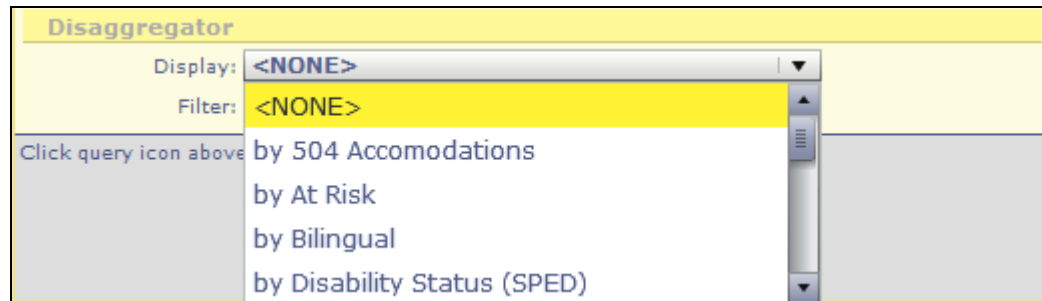 Disaggregator
Display: <NONE>
Filter: <NONE>
Click query icon above by 504 Accomodations
by At Risk
by Bilingual
by Disability Status (SPED)